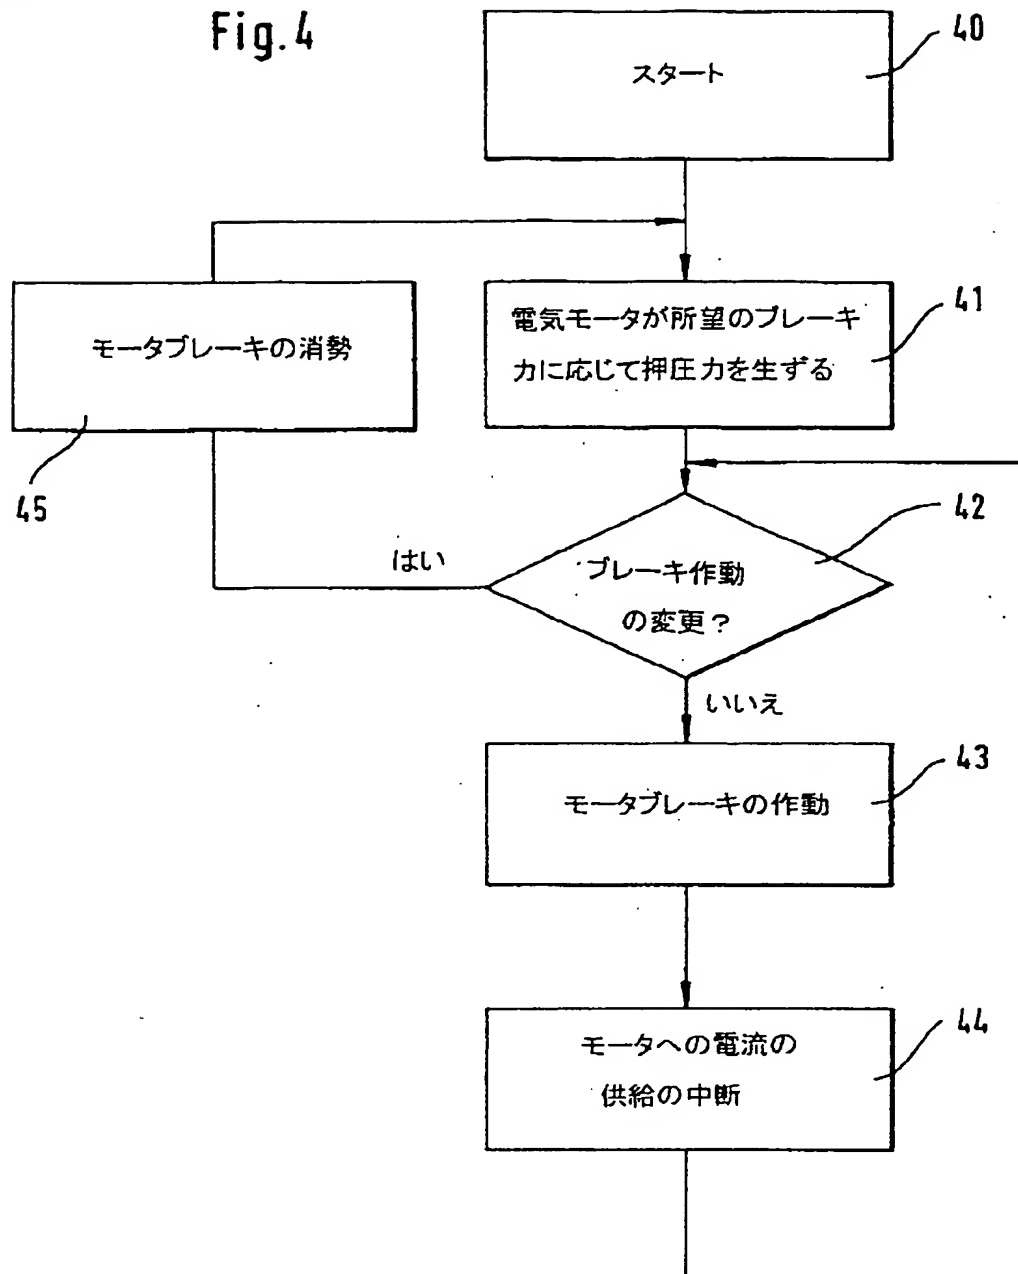 Fig.4
40
スタート
モータブレーキの消勢
45
41
電気モータが所望のブレーキ
力に応じて押圧力を生ずる
42
はい
ブレーキ作動
の変更?
いいえ
43
モータブレーキの作動
44
モータへの電流の
供給の中断